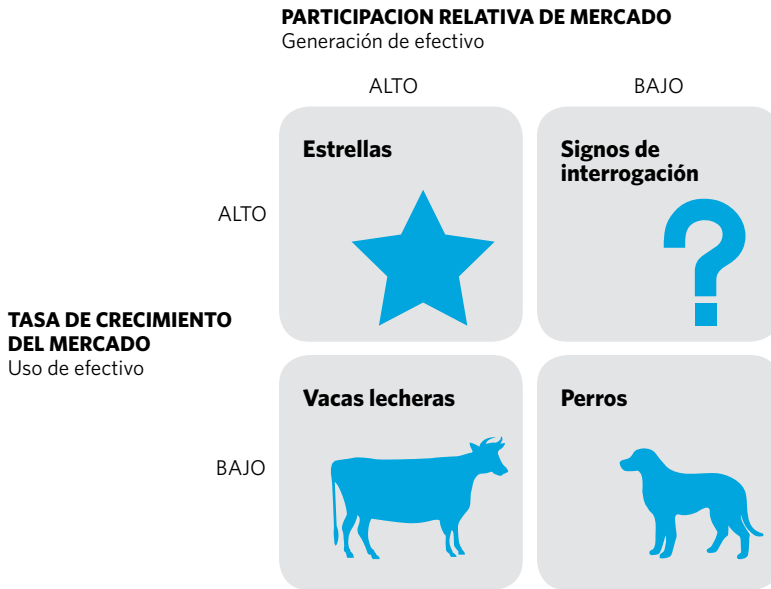 PARTICIPACION RELATIVA DE MERCADO
Generación de efectivo
ALTO
BAJO
Estrellas
Signos de
interrogación
?
ALTO
TASA DE CRECIMIENTO
DEL MERCADO
Uso de efectivo
Vacas lecheras
Perros
BAJO